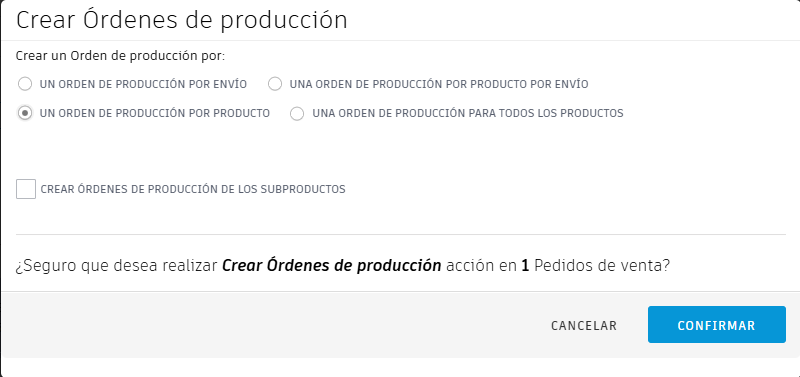 Crear Órdenes de producción
Crear un Orden de producción por:
UN ORDEN DE PRODUCCIÓN POR ENVÍO
UNA ORDEN DE PRODUCCIÓN POR PRODUCTO POR ENVÍO
UN ORDEN DE PRODUCCIÓN POR PRODUCTO
UNA ORDEN DE PRODUCCIÓN PARA TODOS LOS PRODUCTOS
CREAR ÓRDENES DE PRODUCCIÓN DE LOS SUBPRODUCTOS
¿Seguro que desea realizar Crear Órdenes de producción acción en 1 Pedidos de venta?
CANCELAR
CONFIRMAR